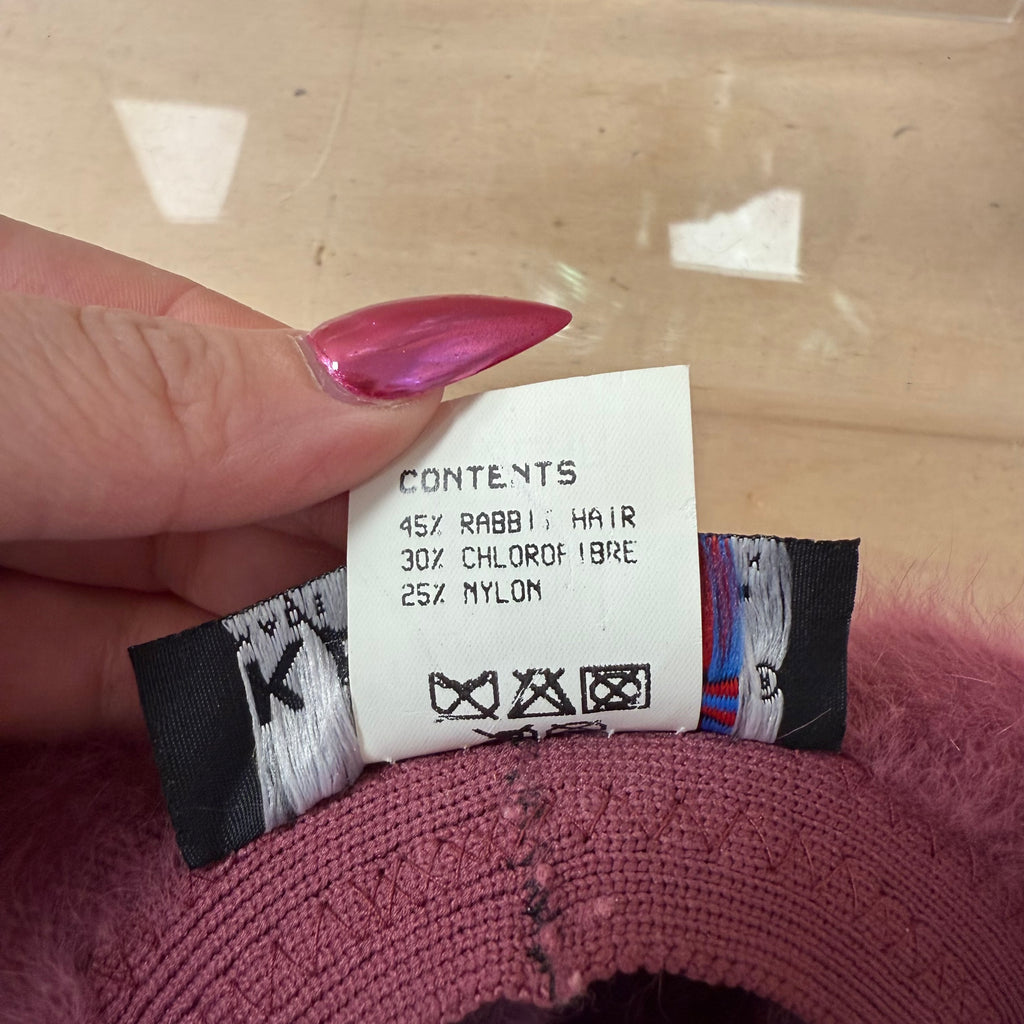 CONTENTS
45% RABBIT HAIR
30% CHLOROFIBRE
25% NYLON
K